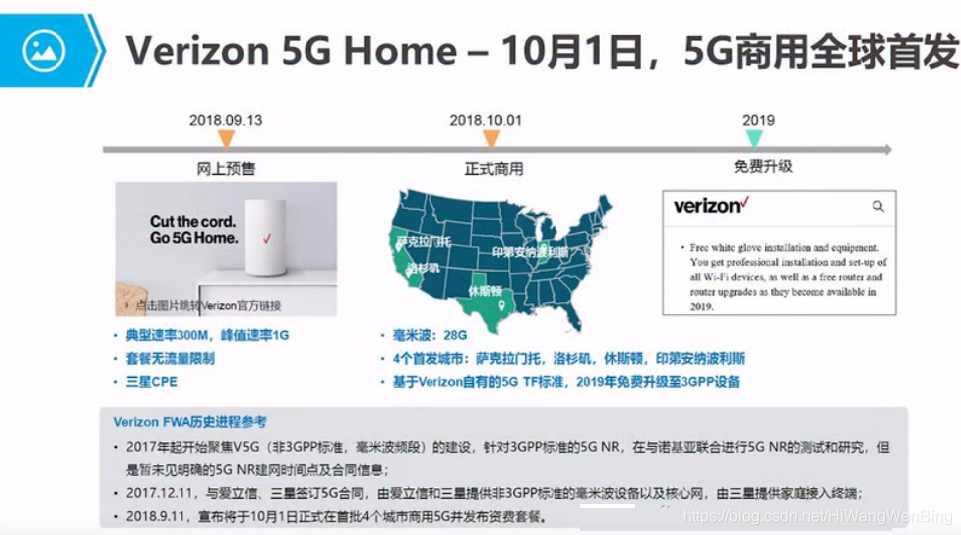 Verizon 5G Home – 10月1日，5G商用全球首发
2018.09.13
2018.10.01
2019
网上预售
正式商用
免费升级
Cut the cord.
Go 5G Home.
点击图片跳转Verizon官方链接
萨克拉门托
洛杉矶
休斯顿
印第安纳波利斯
verizon✓
• Free white glove installation and equipment.
You get professional installation and set-up of
all Wi-Fi devices, as well as a free router and
router upgrades as they become available in
2019.
• 典型速率300M，峰值速率1G
• 套餐无流量限制
• 三星CPE
• 毫米波：28G
• 4个首发城市：萨克拉门托，洛杉矶，休斯顿，印第安纳波利斯
• 基于Verizon自有的5G TF标准，2019年免费升级至3GPP设备
Verizon FWA历史进程参考
• 2017年起开始聚焦V5G（非3GPP标准，毫米波频段）的建设，针对3GPP标准的5G NR，在与诺基亚联合进行5G NR的测试和研究，但
是暂未见明确的5G NR建网时间点及合同信息；
• 2017.12.11，与爱立信、三星签订5G合同，由爱立信和三星提供非3GPP标准的毫米波设备以及核心网，由三星提供家庭接入终端；
• 2018.9.11，宣布将于10月1日正式在首批4个城市商用5G并发布资费套餐。
https://blog.csdn.net/HiWangWenBing